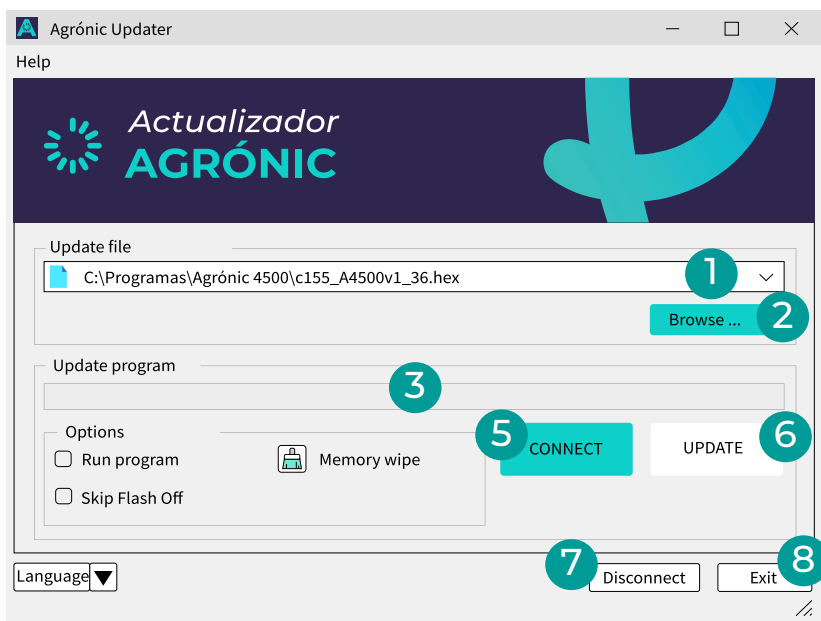 Agrónic Updater
Help
Actualizador
AGRÓNIC
Update file
C:\Programas\Agrónic 4500\c155_A4500v1_36.hex
1
Browse ...
2
Update program
3
Options
Run program
Memory wipe
Skip Flash Off
5
CONNECT
UPDATE
6
Language
7
Disconnect
Exit
8